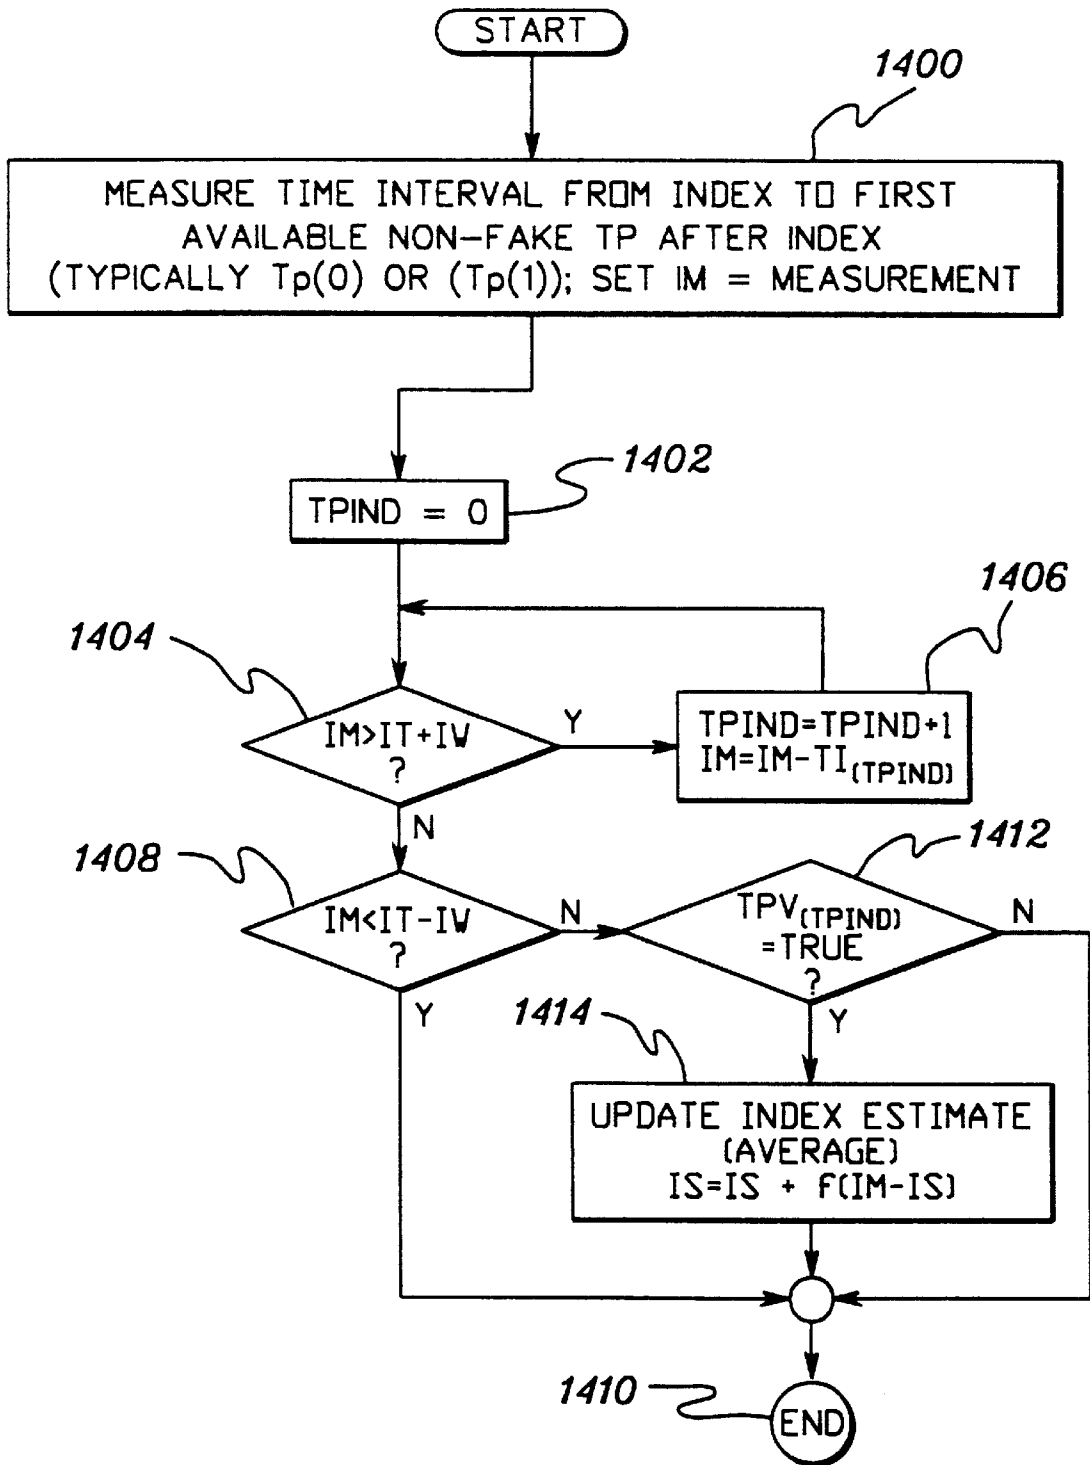 START
1400
MEASURE TIME INTERVAL FROM INDEX TO FIRST
AVAILABLE NON-FAKE TP AFTER INDEX
(TYPICALLY Tp(0) OR (Tp(1)); SET IM = MEASUREMENT
1402
TPIND = 0
1406
1404
IM>IT+IW
?
Y
TPIND=TPIND+1
IM=IM-TI(TPIND)
N
1408
1412
IM<IT-IW
?
N
TPV(TPIND)
=TRUE
?
N
Y
Y
1414
UPDATE INDEX ESTIMATE
(AVERAGE)
IS=IS + f(IM-IS)
1410
END